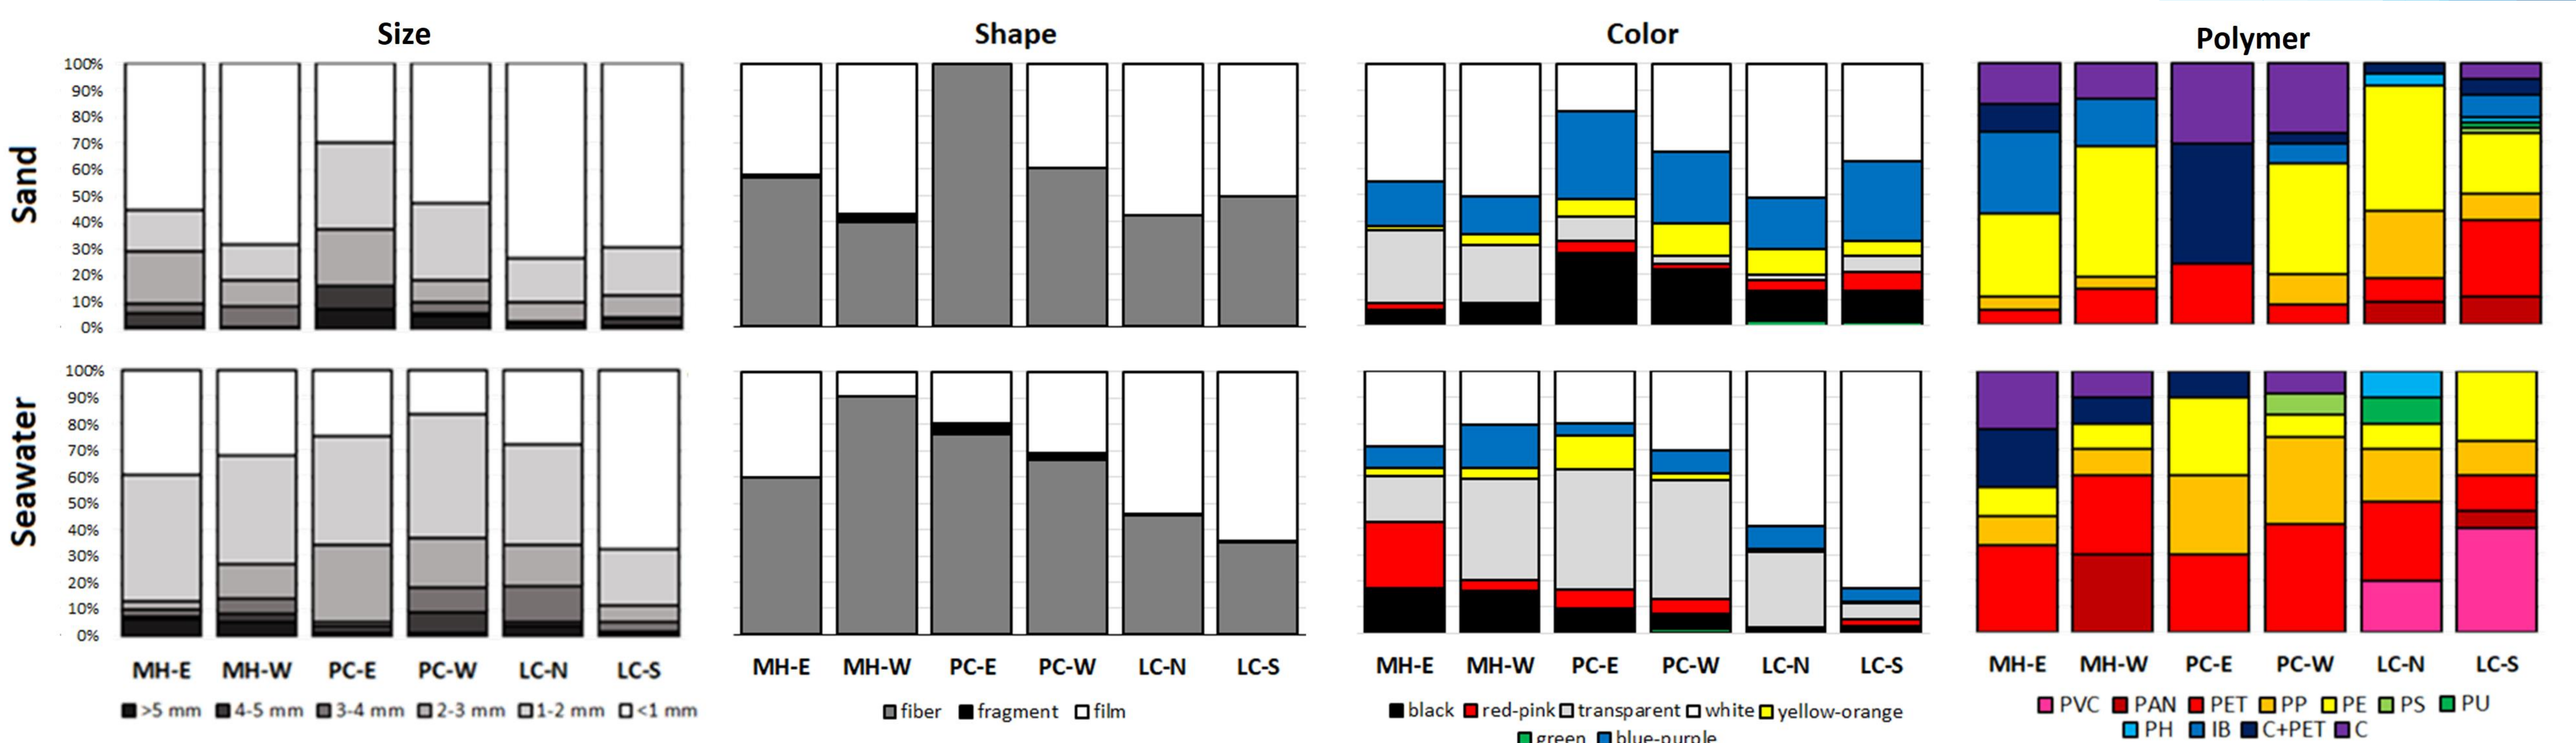 Size Shape Color Polymer
Sand
100%
90%
80%
70%
60%
50%
40%
30%
20%
10%
0%
Seawater
100%
90%
80%
70%
60%
50%
40%
30%
20%
10%
0%
MH-E MH-W PC-E PC-W LC-N LC-S
>5 mm 4-5 mm 3-4 mm 2-3 mm 1-2 mm <1 mm
MH-E MH-W PC-E PC-W LC-N LC-S
fiber fragment film
MH-E MH-W PC-E PC-W LC-N LC-S
black red-pink transparent white yellow-orange
green blue-purple
MH-E MH-W PC-E PC-W LC-N LC-S
PVC PAN PET PP PE PS PU
PH IB C+PET C